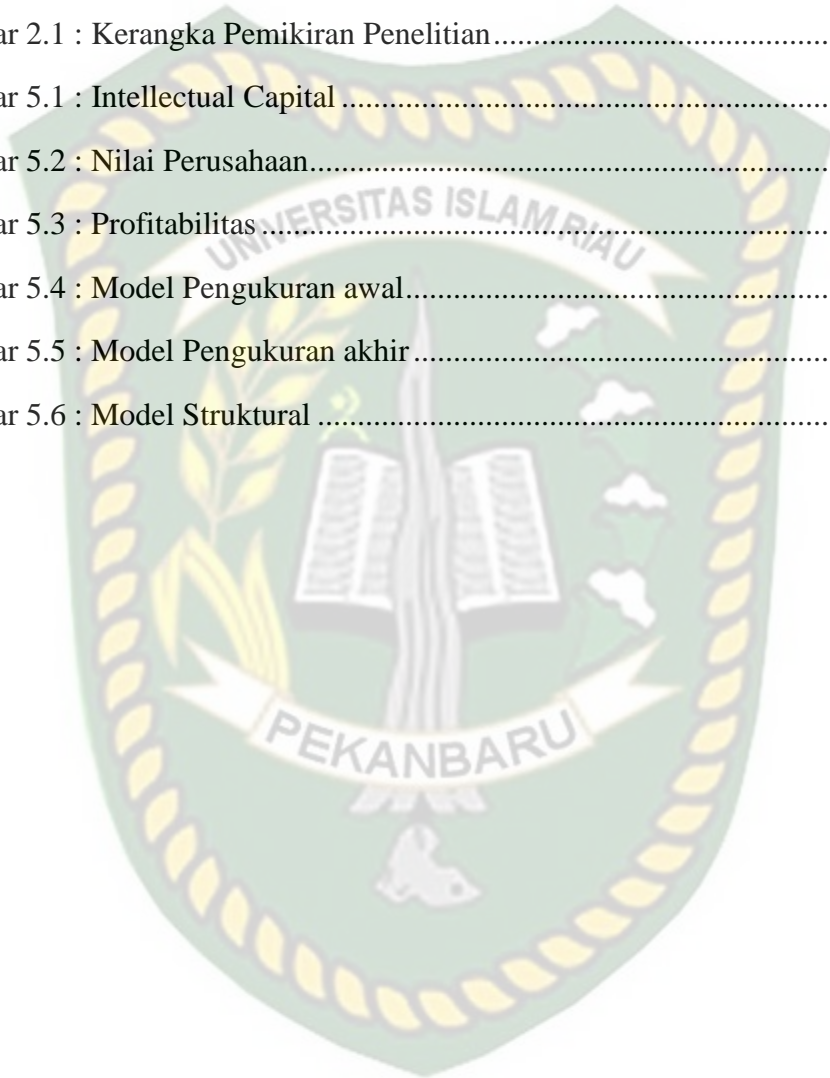 ar 2.1 : Kerangka Pemikiran Penelitian......................................
ar 5.1 : Intellectual Capital..........................................................
ar 5.2 : Nilai Perusahaan..............................................................
UNIVERSITAS ISLAM RIAU
ar 5.3 : Profitabilitas....................................................................
ar 5.4 : Model Pengukuran awal..................................................
ar 5.5 : Model Pengukuran akhir.................................................
ar 5.6 : Model Struktural.............................................................
PEKANBARU